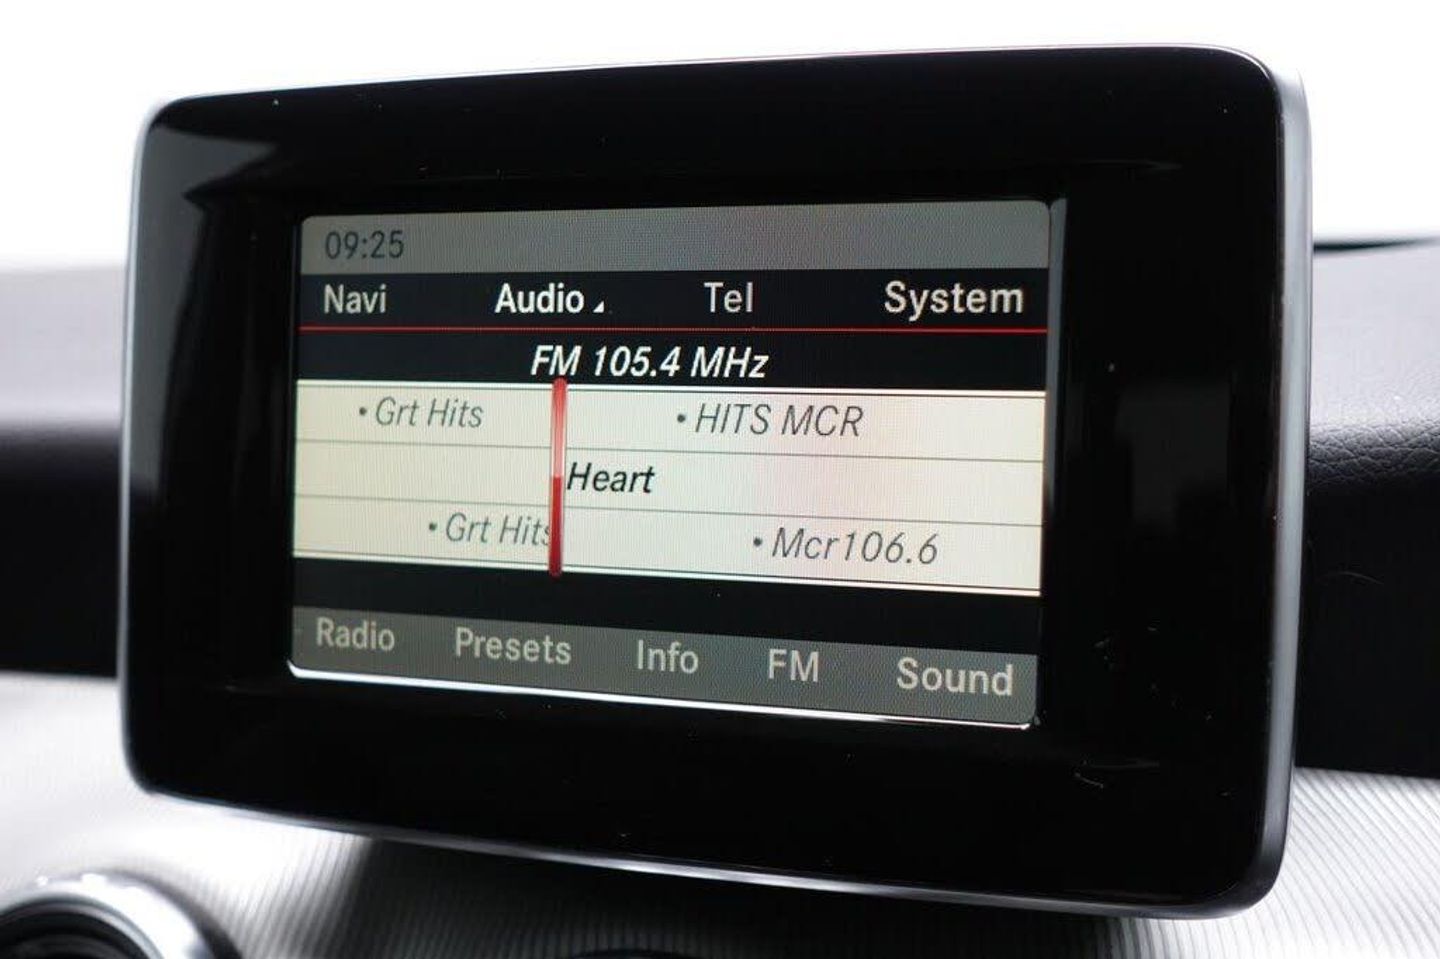 09:25
Navi Audio Tel System
FM 105.4 MHz
• Grt Hits • HITS MCR
Heart
• Grt Hits • Mcr106.6
Radio Presets Info FM Sound